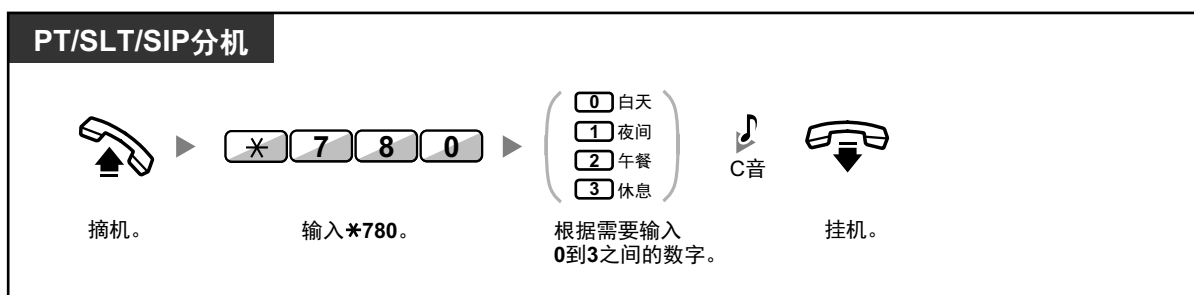 PT/SLT/SIP分机
0 白天
1 夜间
2 午餐
3 休息
* 7 8 0
C音
摘机。
输入*780。
根据需要输入
0到3之间的数字。
挂机。